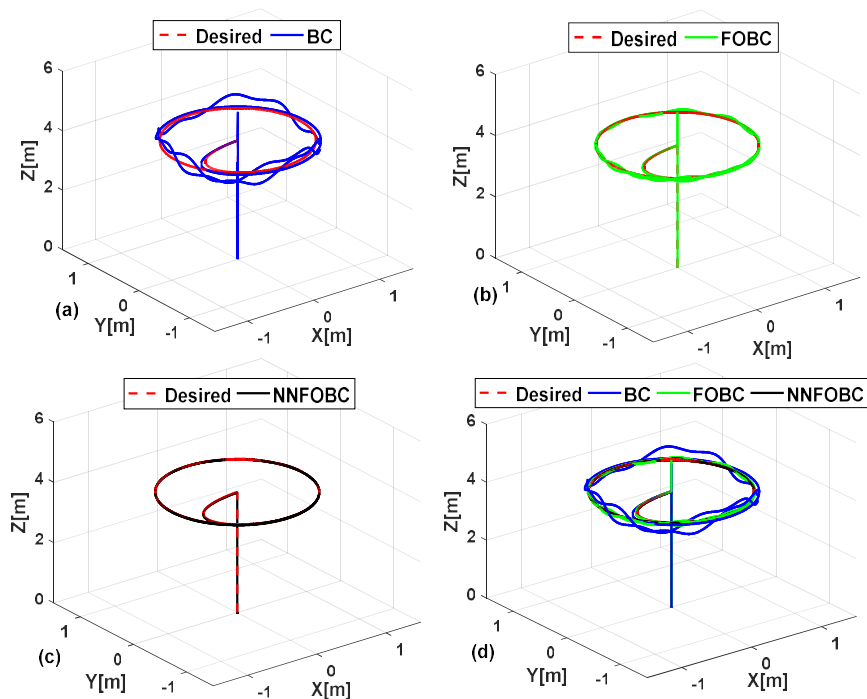 Desired BC
6
4
2
0
Z[m]
1
0
-1
Y[m]
-1
0
1
X[m]
(a)
Desired FOBC
6
4
2
0
Z[m]
1
0
-1
Y[m]
-1
0
1
X[m]
(b)
Desired NNFOBC
6
4
2
0
Z[m]
1
0
-1
Y[m]
-1
0
1
X[m]
(c)
Desired BC FOBC NNFOBC
6
4
2
0
Z[m]
1
0
-1
Y[m]
-1
0
1
X[m]
(d)